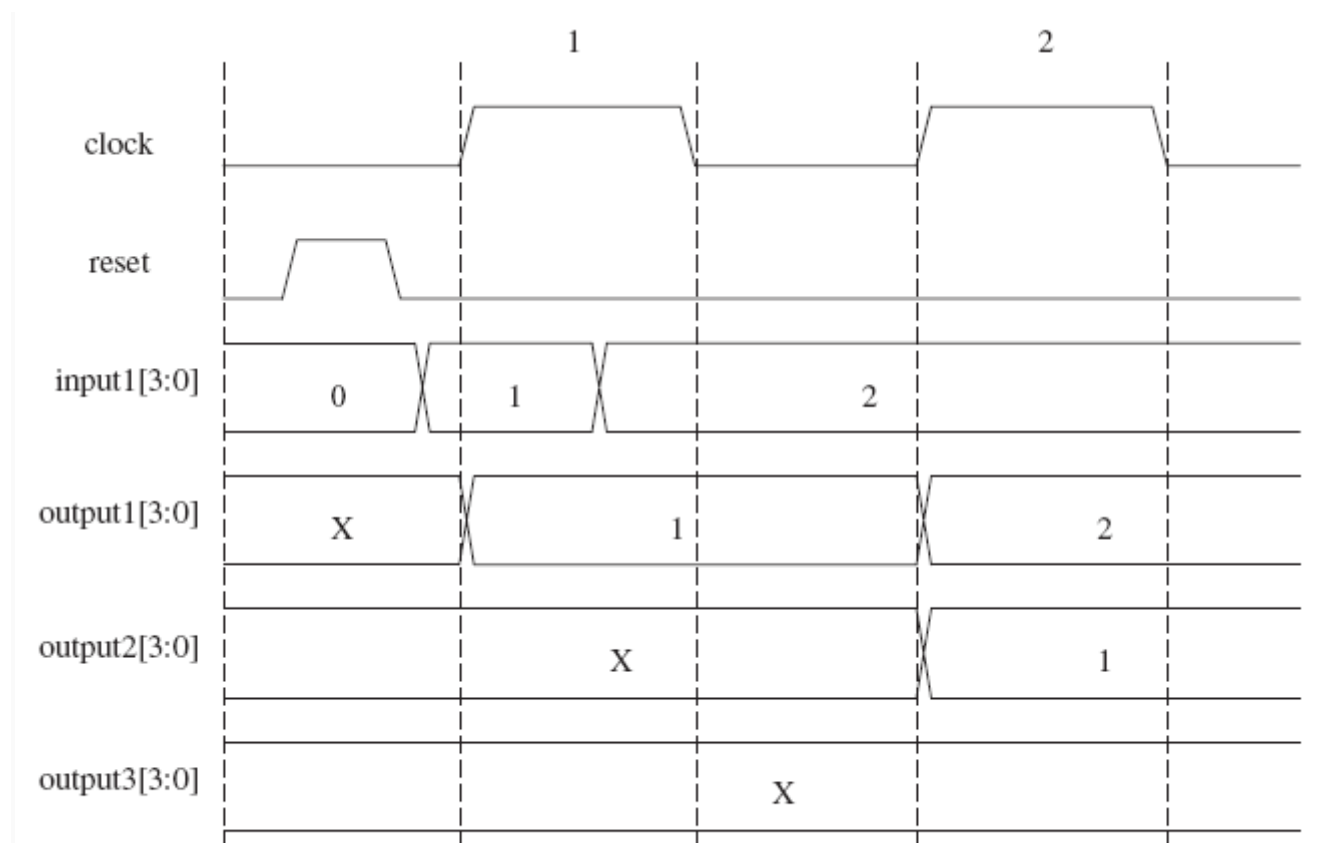 1 2
clock
reset
input1[3:0] 0 1 2
output1[3:0] X 1 2
output2[3:0] X 1
output3[3:0] X